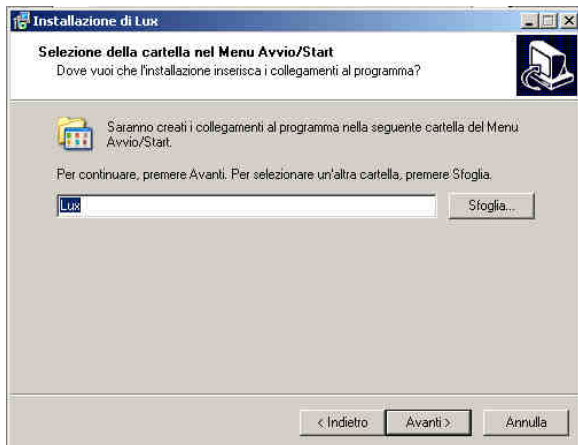 Installazione di Lux
Selezione della cartella nel Menu Avvio/Start
Dove vuoi che l'installazione inserisca i collegamenti al programma?
Saranno creati i collegamenti al programma nella seguente cartella del Menu
Avvio/Start.
Per continuare, premere Avanti. Per selezionare un'altra cartella, premere Sfoglia.
Lux
Sfoglia...
< Indietro
Avanti >
Annulla